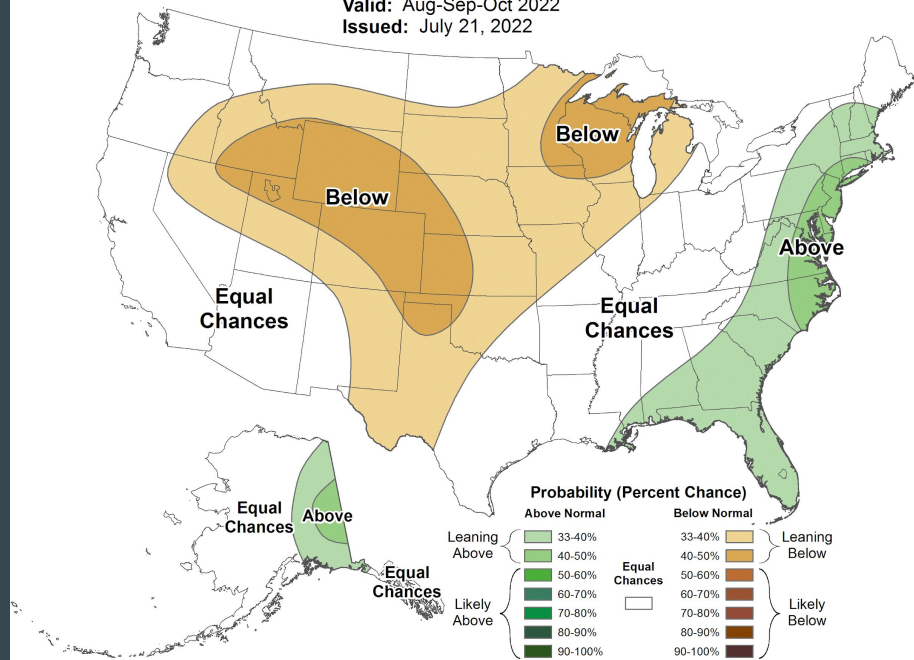 Valid: Aug-Sep-Oct 2022
Issued: July 21, 2022
Below
Below
Above
Equal
Chances
Equal
Chances
Equal
Chances
Above
Equal
Chances
Probability (Percent Chance)
Above Normal
Below Normal
Leaning
Above
33-40%
40-50%
Likely
Above
50-60%
60-70%
70-80%
80-90%
90-100%
Equal
Chances
33-40%
40-50%
Leaning
Below
50-60%
60-70%
70-80%
80-90%
90-100%
Likely
Below